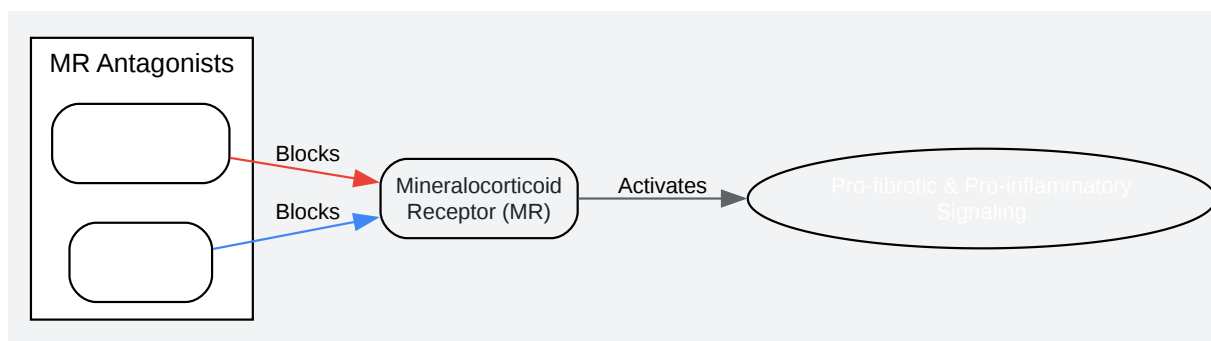 MR Antagonists
Blocks
Blocks
Mineralocorticoid
Receptor (MR)
Activates
Pro-fibrotic & Pro-inflammatory
Signaling